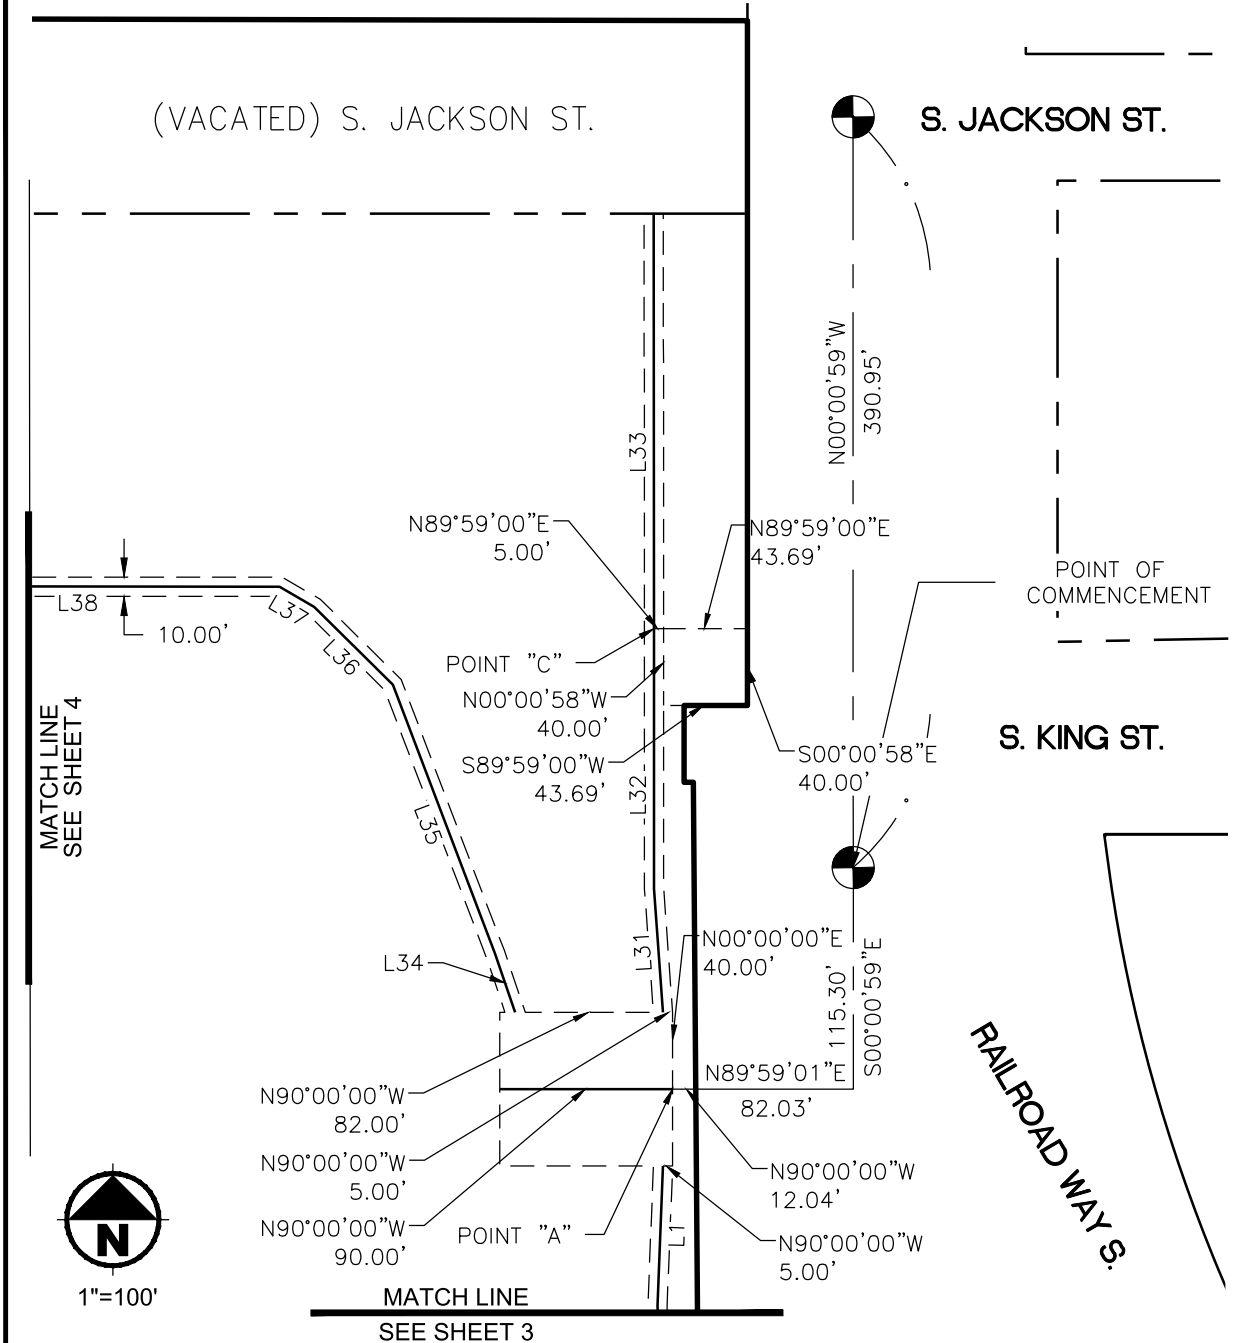 (VACATED) S. JACKSON ST.
S. JACKSON ST.
N00°00'59"W
390.95'
L33
N89°59'00"E
5.00'
N89°59'00"E
43.69'
POINT OF
COMMENCEMENT
L38
L37
10.00'
L36
POINT "C"
N00°00'58"W
40.00'
S89°59'00"W
43.69'
L32
S00°00'58"E
40.00'
S. KING ST.
MATCH LINE
SEE SHEET 4
L35
L34
L31
N00°00'00"E
40.00'
115.30'
S00°00'59"E
N89°59'01"E
82.03'
RAILROAD WAY S.
N90°00'00"W
82.00'
N90°00'00"W
5.00'
N90°00'00"W
90.00'
POINT "A"
L1
N90°00'00"W
12.04'
N90°00'00"W
5.00'
N
1"=100'
MATCH LINE
SEE SHEET 3